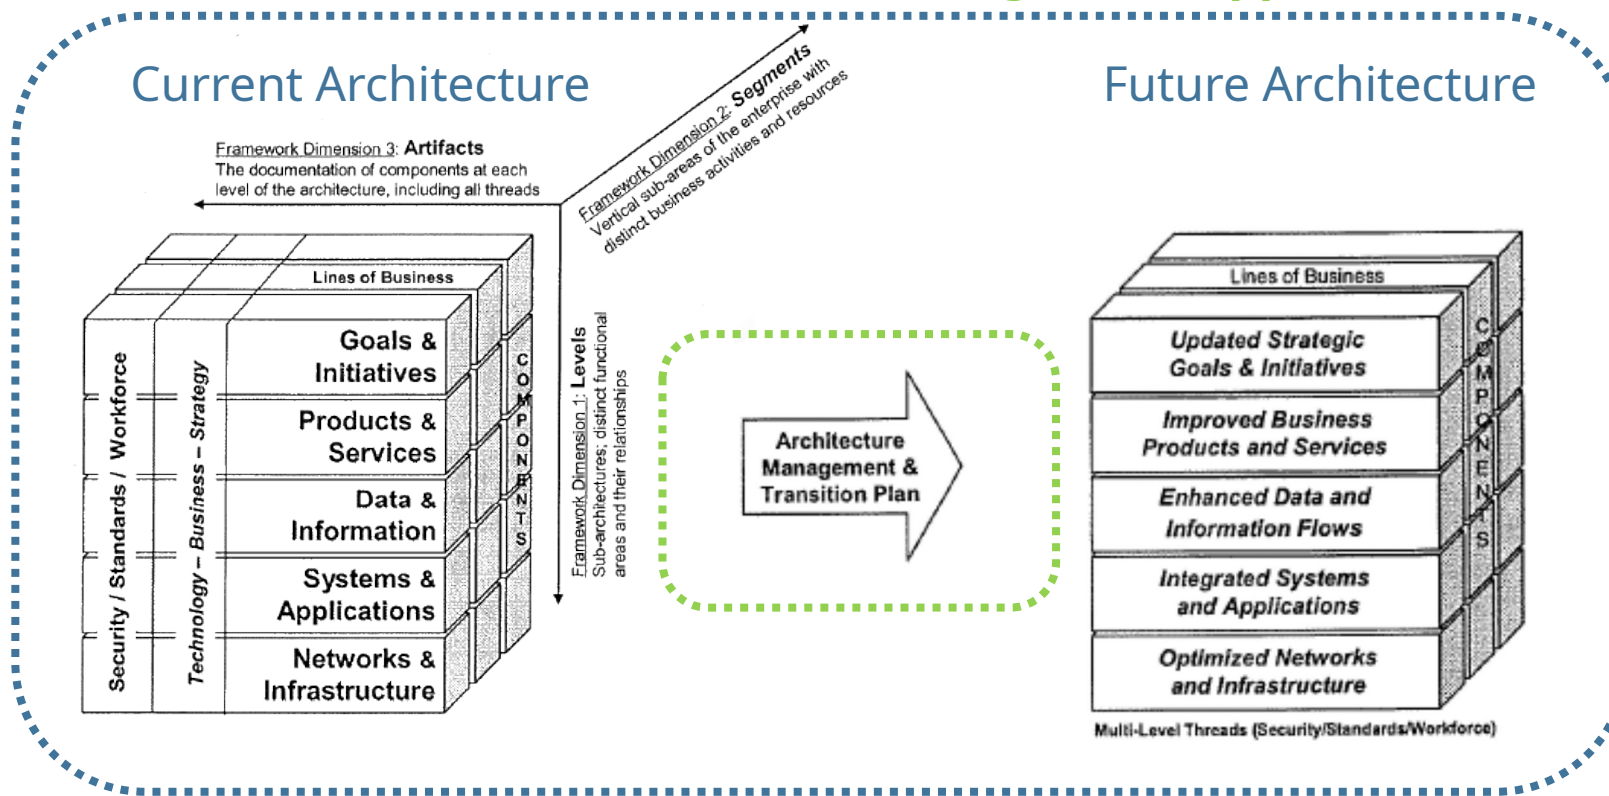 Current Architecture
Future Architecture
Framework Dimension 3: Artifacts
The documentation of components at each
level of the architecture, including all threads
Framework Dimension 2: Segments
Vertical sub-areas of the enterprise with
distinct business activities and resources
Lines of Business
Goals &
Initiatives
Products &
Services
Data &
Information
Systems &
Applications
Networks &
Infrastructure
Security / Standards / Workforce
Technology – Business – Strategy
COMPONENTS
Framework Dimension 1: Levels
Sub-architectures; distinct functional
areas and their relationships
Architecture
Management &
Transition Plan
Lines of Business
Updated Strategic
Goals & Initiatives
Improved Business
Products and Services
Enhanced Data and
Information Flows
Integrated Systems
and Applications
Optimized Networks
and Infrastructure
COMPONENTS
Multi-Level Threads (Security/Standards/Workforce)